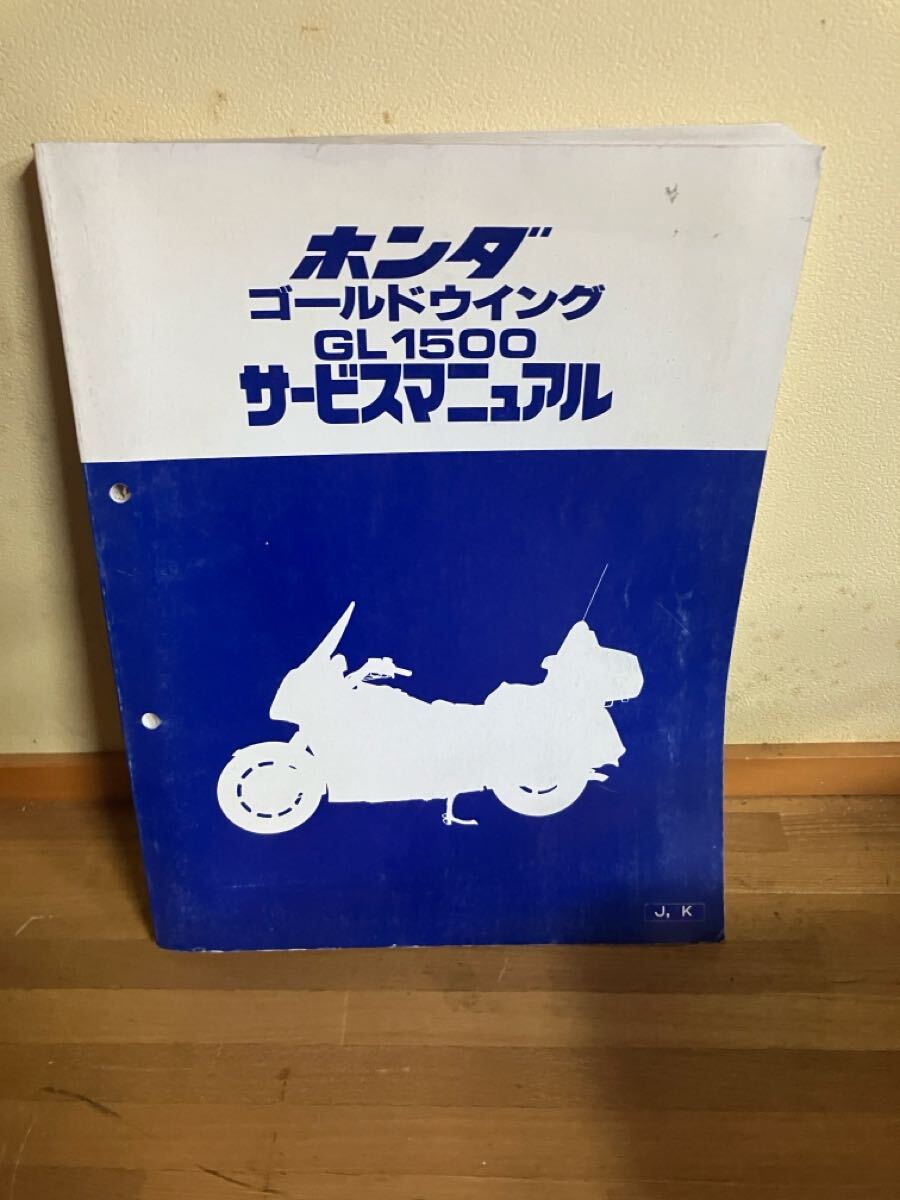 ホンダ
ゴールドウイング
GL1500
サービスマニュアル
J, K